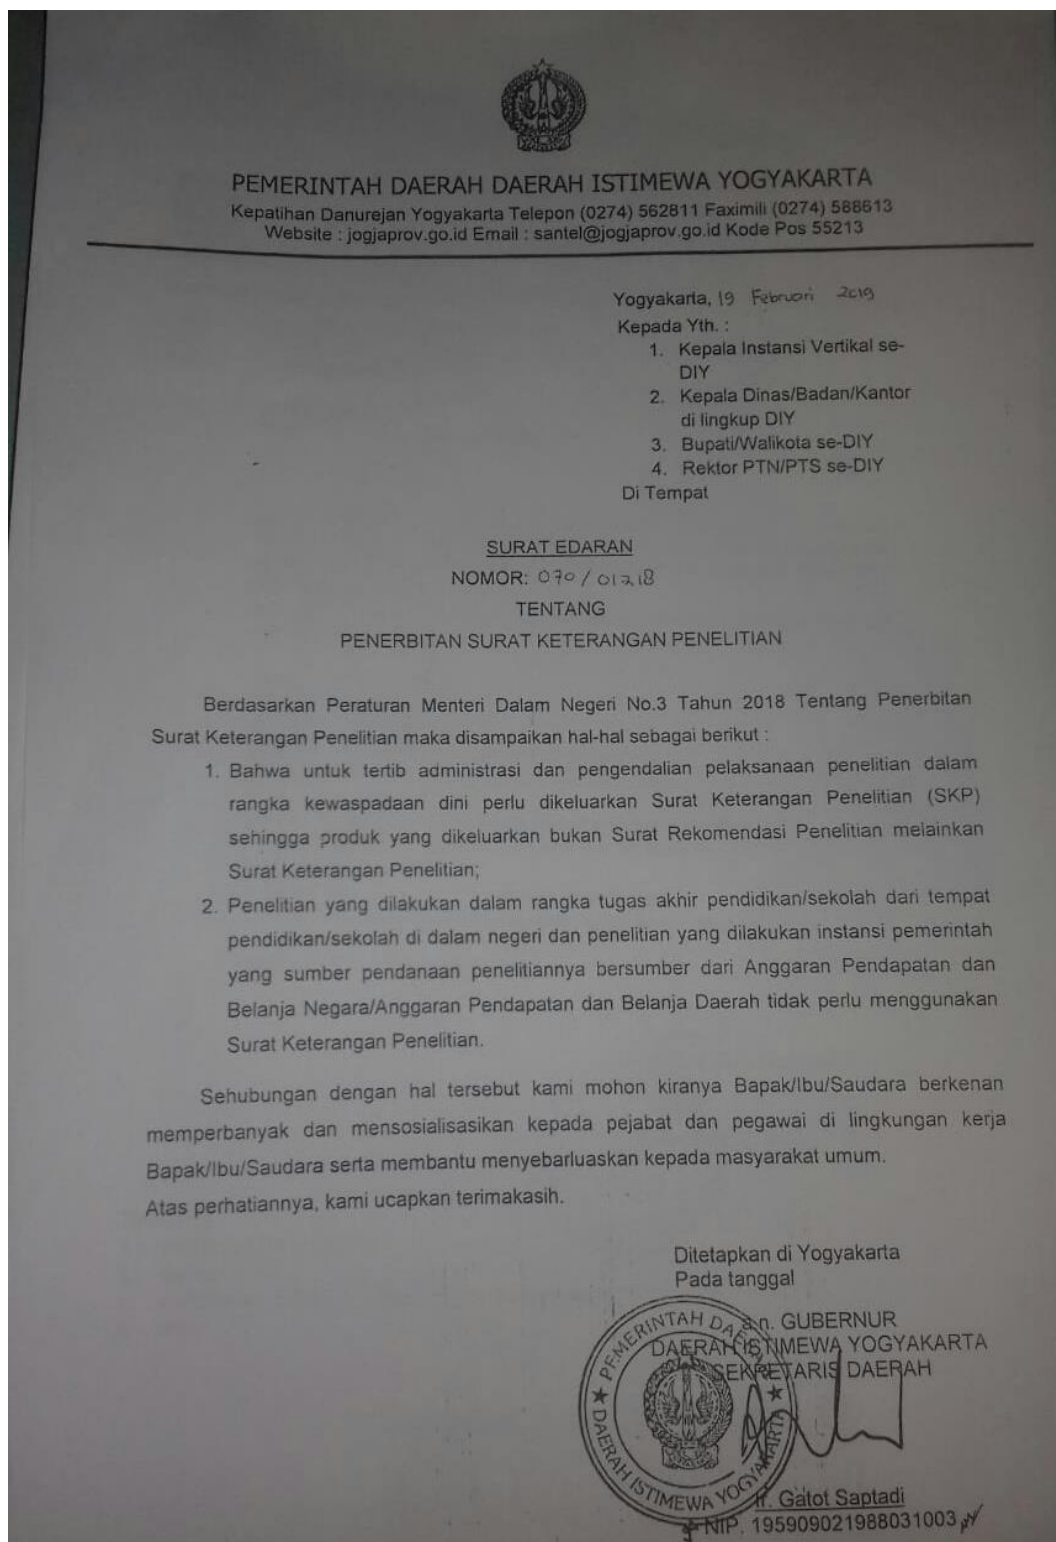 PEMERINTAH DAERAH DAERAH ISTIMEWA YOGYAKARTA
Kepatihan Danurejan Yogyakarta Telepon (0274) 562811 Faximili (0274) 588613
Website : jogjaprov.go.id Email : santel@jogjaprov.go.id Kode Pos 55213
Yogyakarta, 19 Februari 2019
Kepada Yth. :
1. Kepala Instansi Vertikal se-
DIY
2. Kepala Dinas/Badan/Kantor
di lingkup DIY
3. Bupati/Walikota se-DIY
4. Rektor PTN/PTS se-DIY
Di Tempat
SURAT EDARAN
NOMOR: 070/01218
TENTANG
PENERBITAN SURAT KETERANGAN PENELITIAN
Berdasarkan Peraturan Menteri Dalam Negeri No.3 Tahun 2018 Tentang Penerbitan
Surat Keterangan Penelitian maka disampaikan hal-hal sebagai berikut :
1. Bahwa untuk tertib administrasi dan pengendalian pelaksanaan penelitian dalam
rangka kewaspadaan dini perlu dikeluarkan Surat Keterangan Penelitian (SKP)
sehingga produk yang dikeluarkan bukan Surat Rekomendasi Penelitian melainkan
Surat Keterangan Penelitian;
2. Penelitian yang dilakukan dalam rangka tugas akhir pendidikan/sekolah dari tempat
pendidikan/sekolah di dalam negeri dan penelitian yang dilakukan instansi pemerintah
yang sumber pendanaan penelitiannya bersumber dari Anggaran Pendapatan dan
Belanja Negara/Anggaran Pendapatan dan Belanja Daerah tidak perlu menggunakan
Surat Keterangan Penelitian.
Sehubungan dengan hal tersebut kami mohon kiranya Bapak/Ibu/Saudara berkenan
memperbanyak dan mensosialisasikan kepada pejabat dan pegawai di lingkungan kerja
Bapak/Ibu/Saudara serta membantu menyebarluaskan kepada masyarakat umum.
Atas perhatiannya, kami ucapkan terimakasih.
Ditetapkan di Yogyakarta
Pada tanggal
a.n. GUBERNUR
DAERAH ISTIMEWA YOGYAKARTA
SEKRETARIS DAERAH
PEMERINTAH DAERAH
DAERAH ISTIMEWA YOGYAKARTA
Ir. Gatot Saptadi
NIP. 195909021988031003